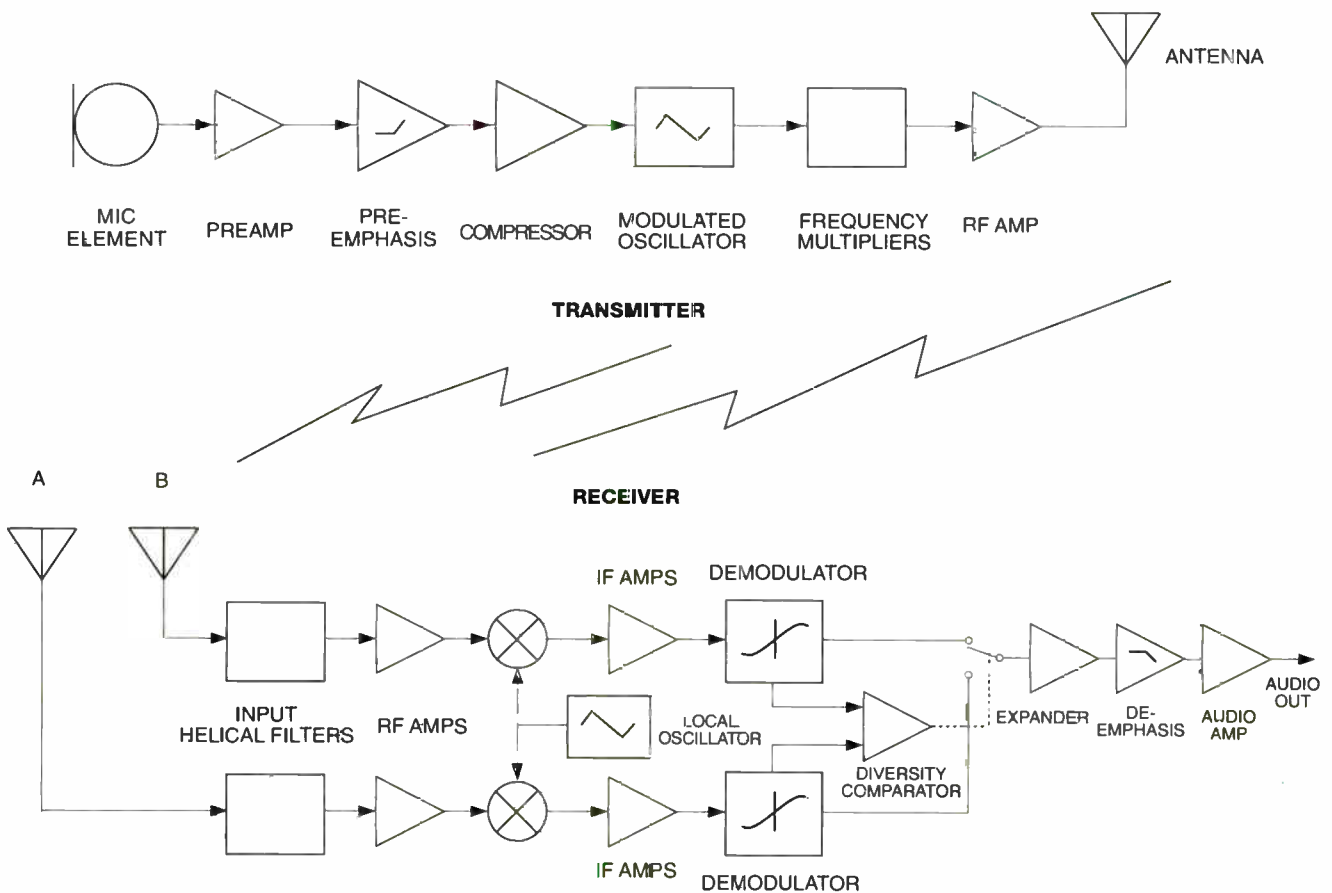 ANTENNA
MIC
ELEMENT
PREAMP
PRE-
EMPHASIS
COMPRESSOR
MODULATED
OSCILLATOR
FREQUENCY
MULTIPLIERS
RF AMP
TRANSMITTER
A
B
RECEIVER
IF AMPS
DEMODULATOR
INPUT
HELICAL FILTERS
RF AMPS
LOCAL
OSCILLATOR
DIVERSITY
COMPARATOR
EXPANDER
DE-
EMPHASIS
AUDIO
AMP
AUDIO
OUT
IF AMPS
DEMODULATOR